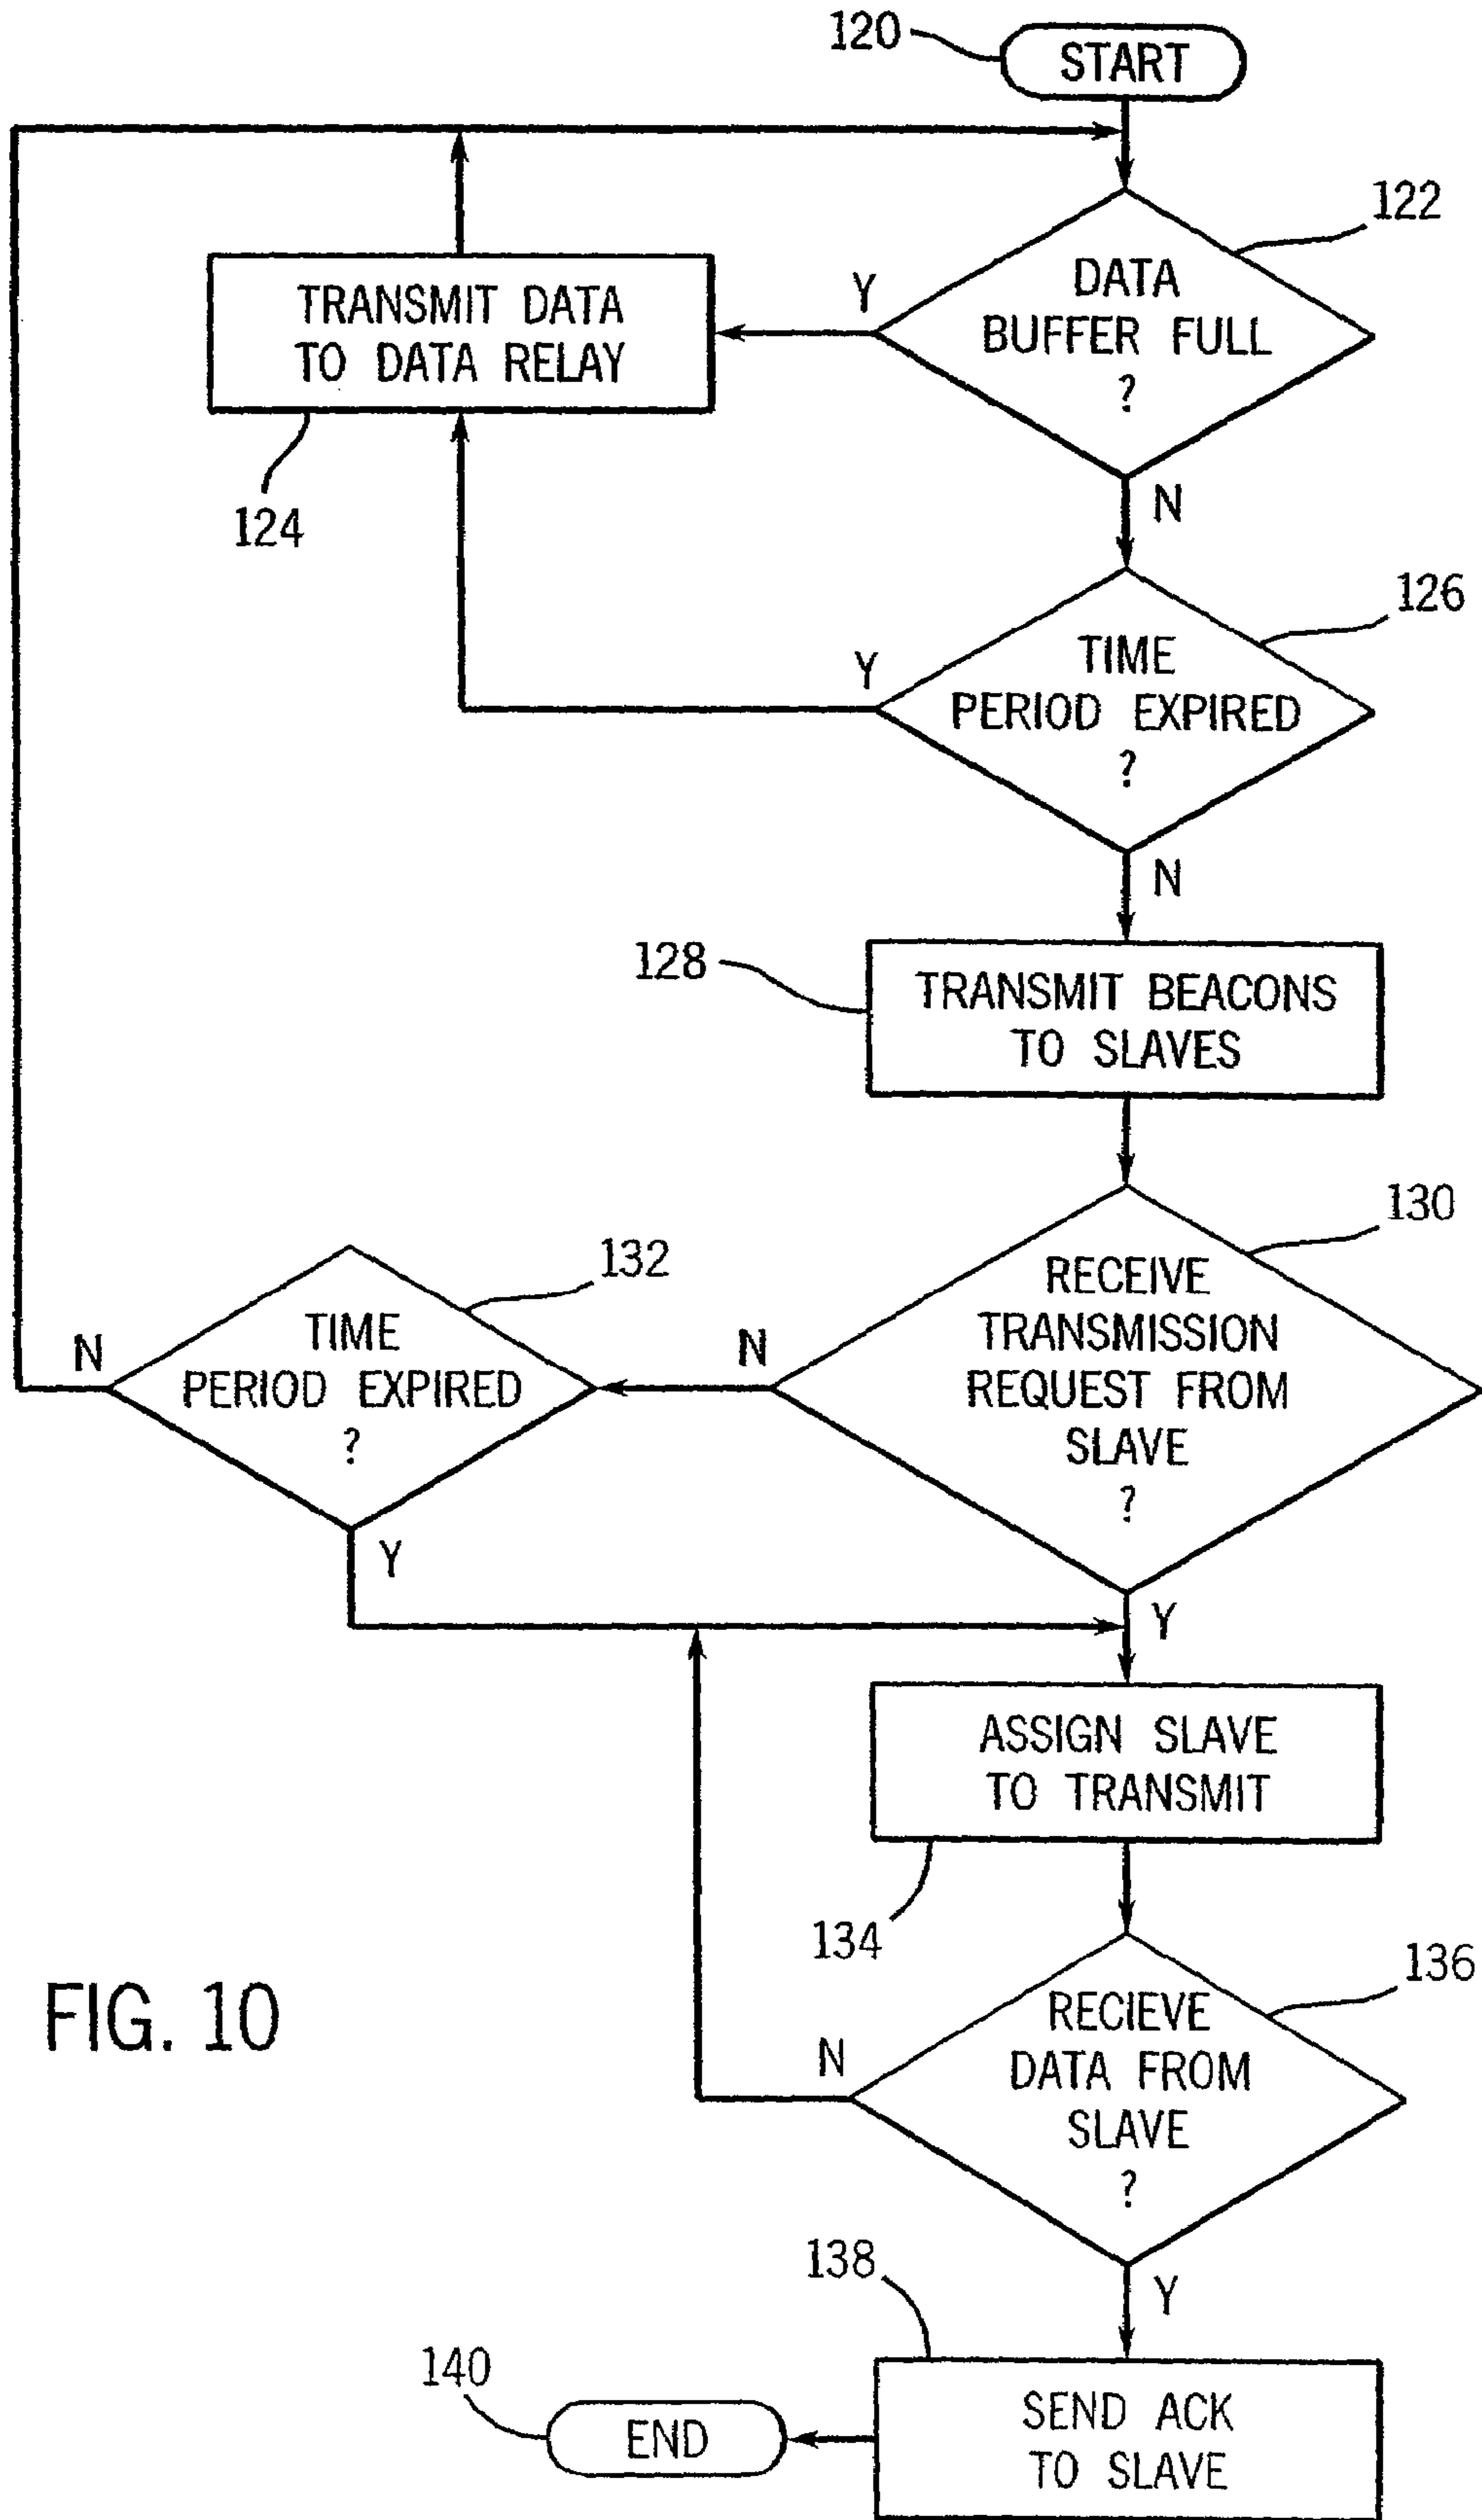 120
START
122
DATA
BUFFER FULL
?
Y
N
TRANSMIT DATA
TO DATA RELAY
124
126
TIME
PERIOD EXPIRED
?
Y
N
128
TRANSMIT BEACONS
TO SLAVES
130
RECEIVE
TRANSMISSION
REQUEST FROM
SLAVE
?
N
Y
132
TIME
PERIOD EXPIRED
?
N
Y
ASSIGN SLAVE
TO TRANSMIT
134
136
RECIEVE
DATA FROM
SLAVE
?
N
Y
FIG. 10
138
SEND ACK
TO SLAVE
140
END